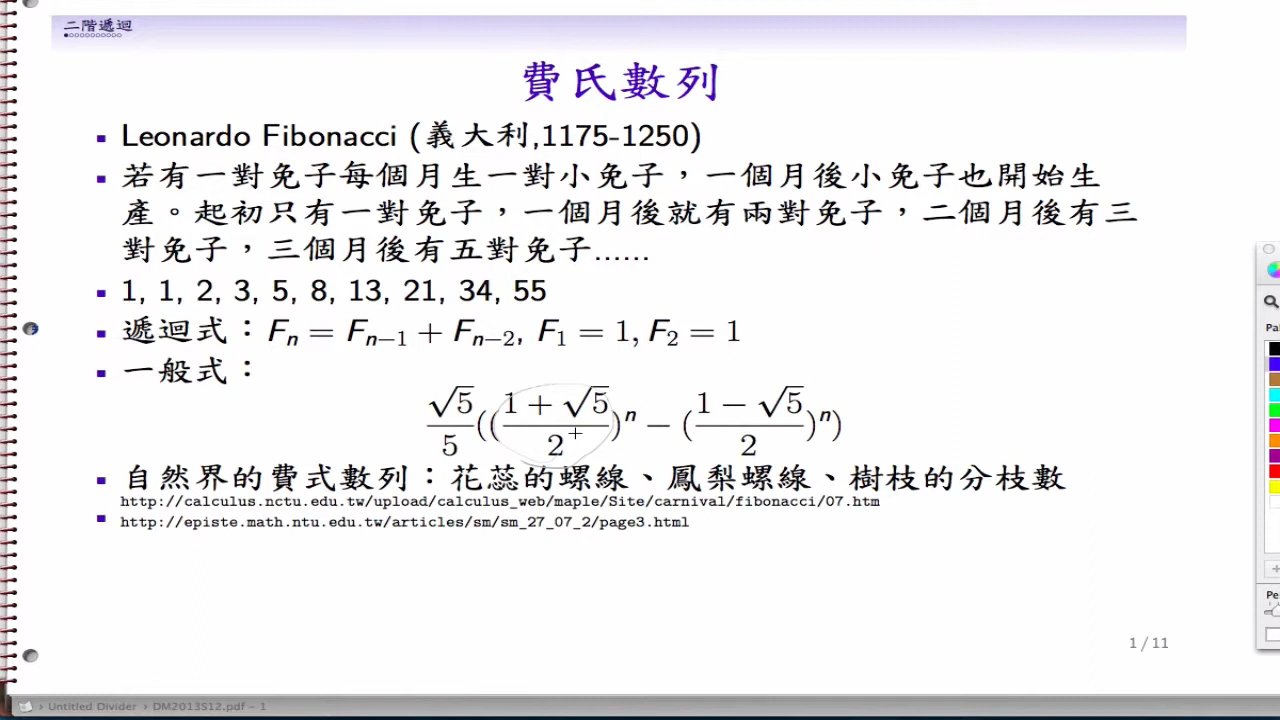 二階遞迴
費氏數列
Leonardo Fibonacci (義大利,1175-1250)
若有一對兔子每個月生一對小兔子，一個月後小兔子也開始生
產。起初只有一對兔子，一個月後就有兩對兔子，二個月後有三
對兔子，三個月後有五對兔子......
1, 1, 2, 3, 5, 8, 13, 21, 34, 55
遞迴式：Fₙ = Fₙ₋₁ + Fₙ₋₂, F₁ = 1, F₂ = 1
一般式：
√5/5((1 + √5/2)ⁿ − (1 − √5/2)ⁿ)
自然界的費式數列：花蕊的螺線、鳳梨螺線、樹枝的分枝數
http://calculus.nctu.edu.tw/upload/calculus_web/maple/Site/carnival/fibonacci/07.htm
http://episte.math.ntu.edu.tw/articles/sm/sm_27_07_2/page3.html
1 / 11
Untitled Divider › DM2013S12.pdf – 1